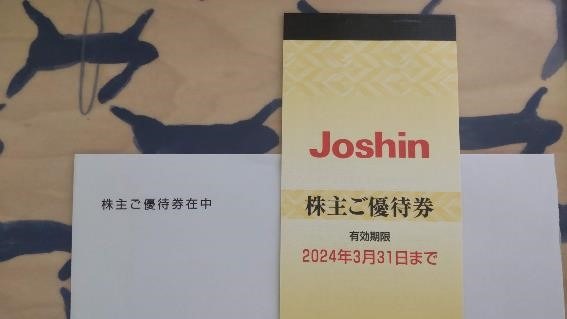 株主ご優待券在中
Joshin
株主ご優待券
有効期限
2024年3月31日まで